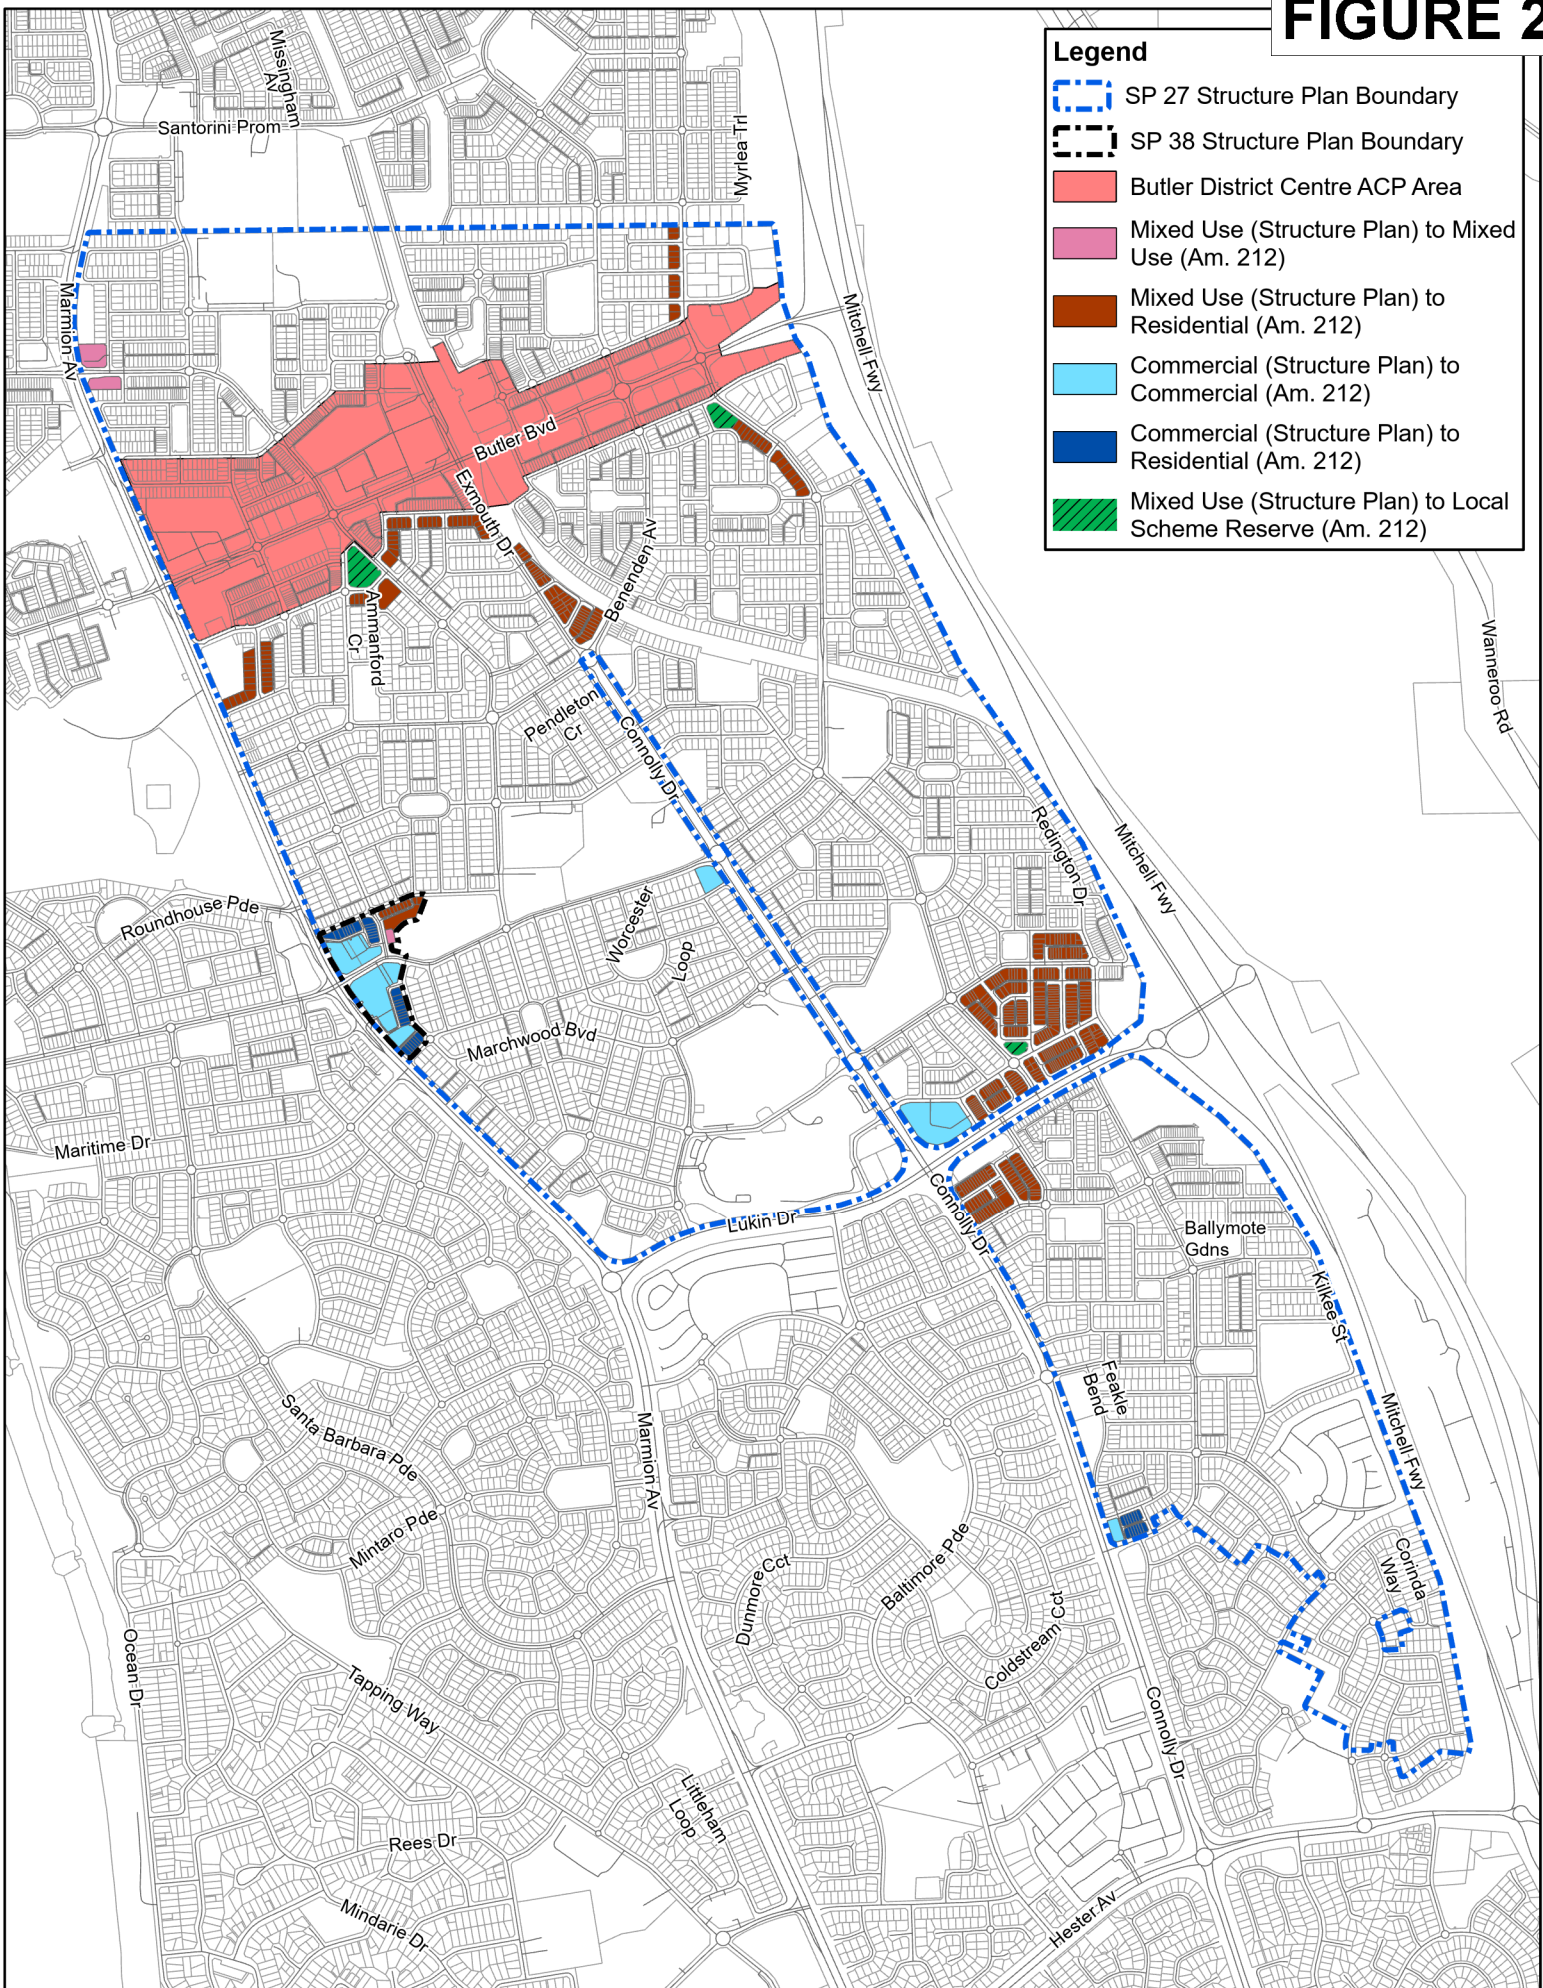 FIGURE 2
Legend
SP 27 Structure Plan Boundary
SP 38 Structure Plan Boundary
Butler District Centre ACP Area
Mixed Use (Structure Plan) to Mixed
Use (Am. 212)
Mixed Use (Structure Plan) to
Residential (Am. 212)
Commercial (Structure Plan) to
Commercial (Am. 212)
Commercial (Structure Plan) to
Residential (Am. 212)
Mixed Use (Structure Plan) to Local
Scheme Reserve (Am. 212)
Missingham
Av
Santorini Prom
Myrlea Trl
Marmion Av
Mitchell Fwy
Butler Bvd
Exmouth Dr
Benenden Av
Ammanford
Cr
Wanneroo Rd
Pendleton
Cr
Connolly Dr
Redington Dr
Mitchell Fwy
Roundhouse Pde
Worcester
Loop
Marchwood Bvd
Maritime Dr
Lukin Dr
Connolly Dr
Ballymote
Gdns
Kilkee St
Feakle
Bend
Santa Barbara Pde
Marmion Av
Mitchell Fwy
Mintaro Pde
Dunmore Cct
Baltimore Pde
Corinda
Way
Coldstream Cct
Ocean Dr
Tapping Way
Connolly Dr
Littleham
Loop
Rees Dr
Mindarie Dr
Hester Av